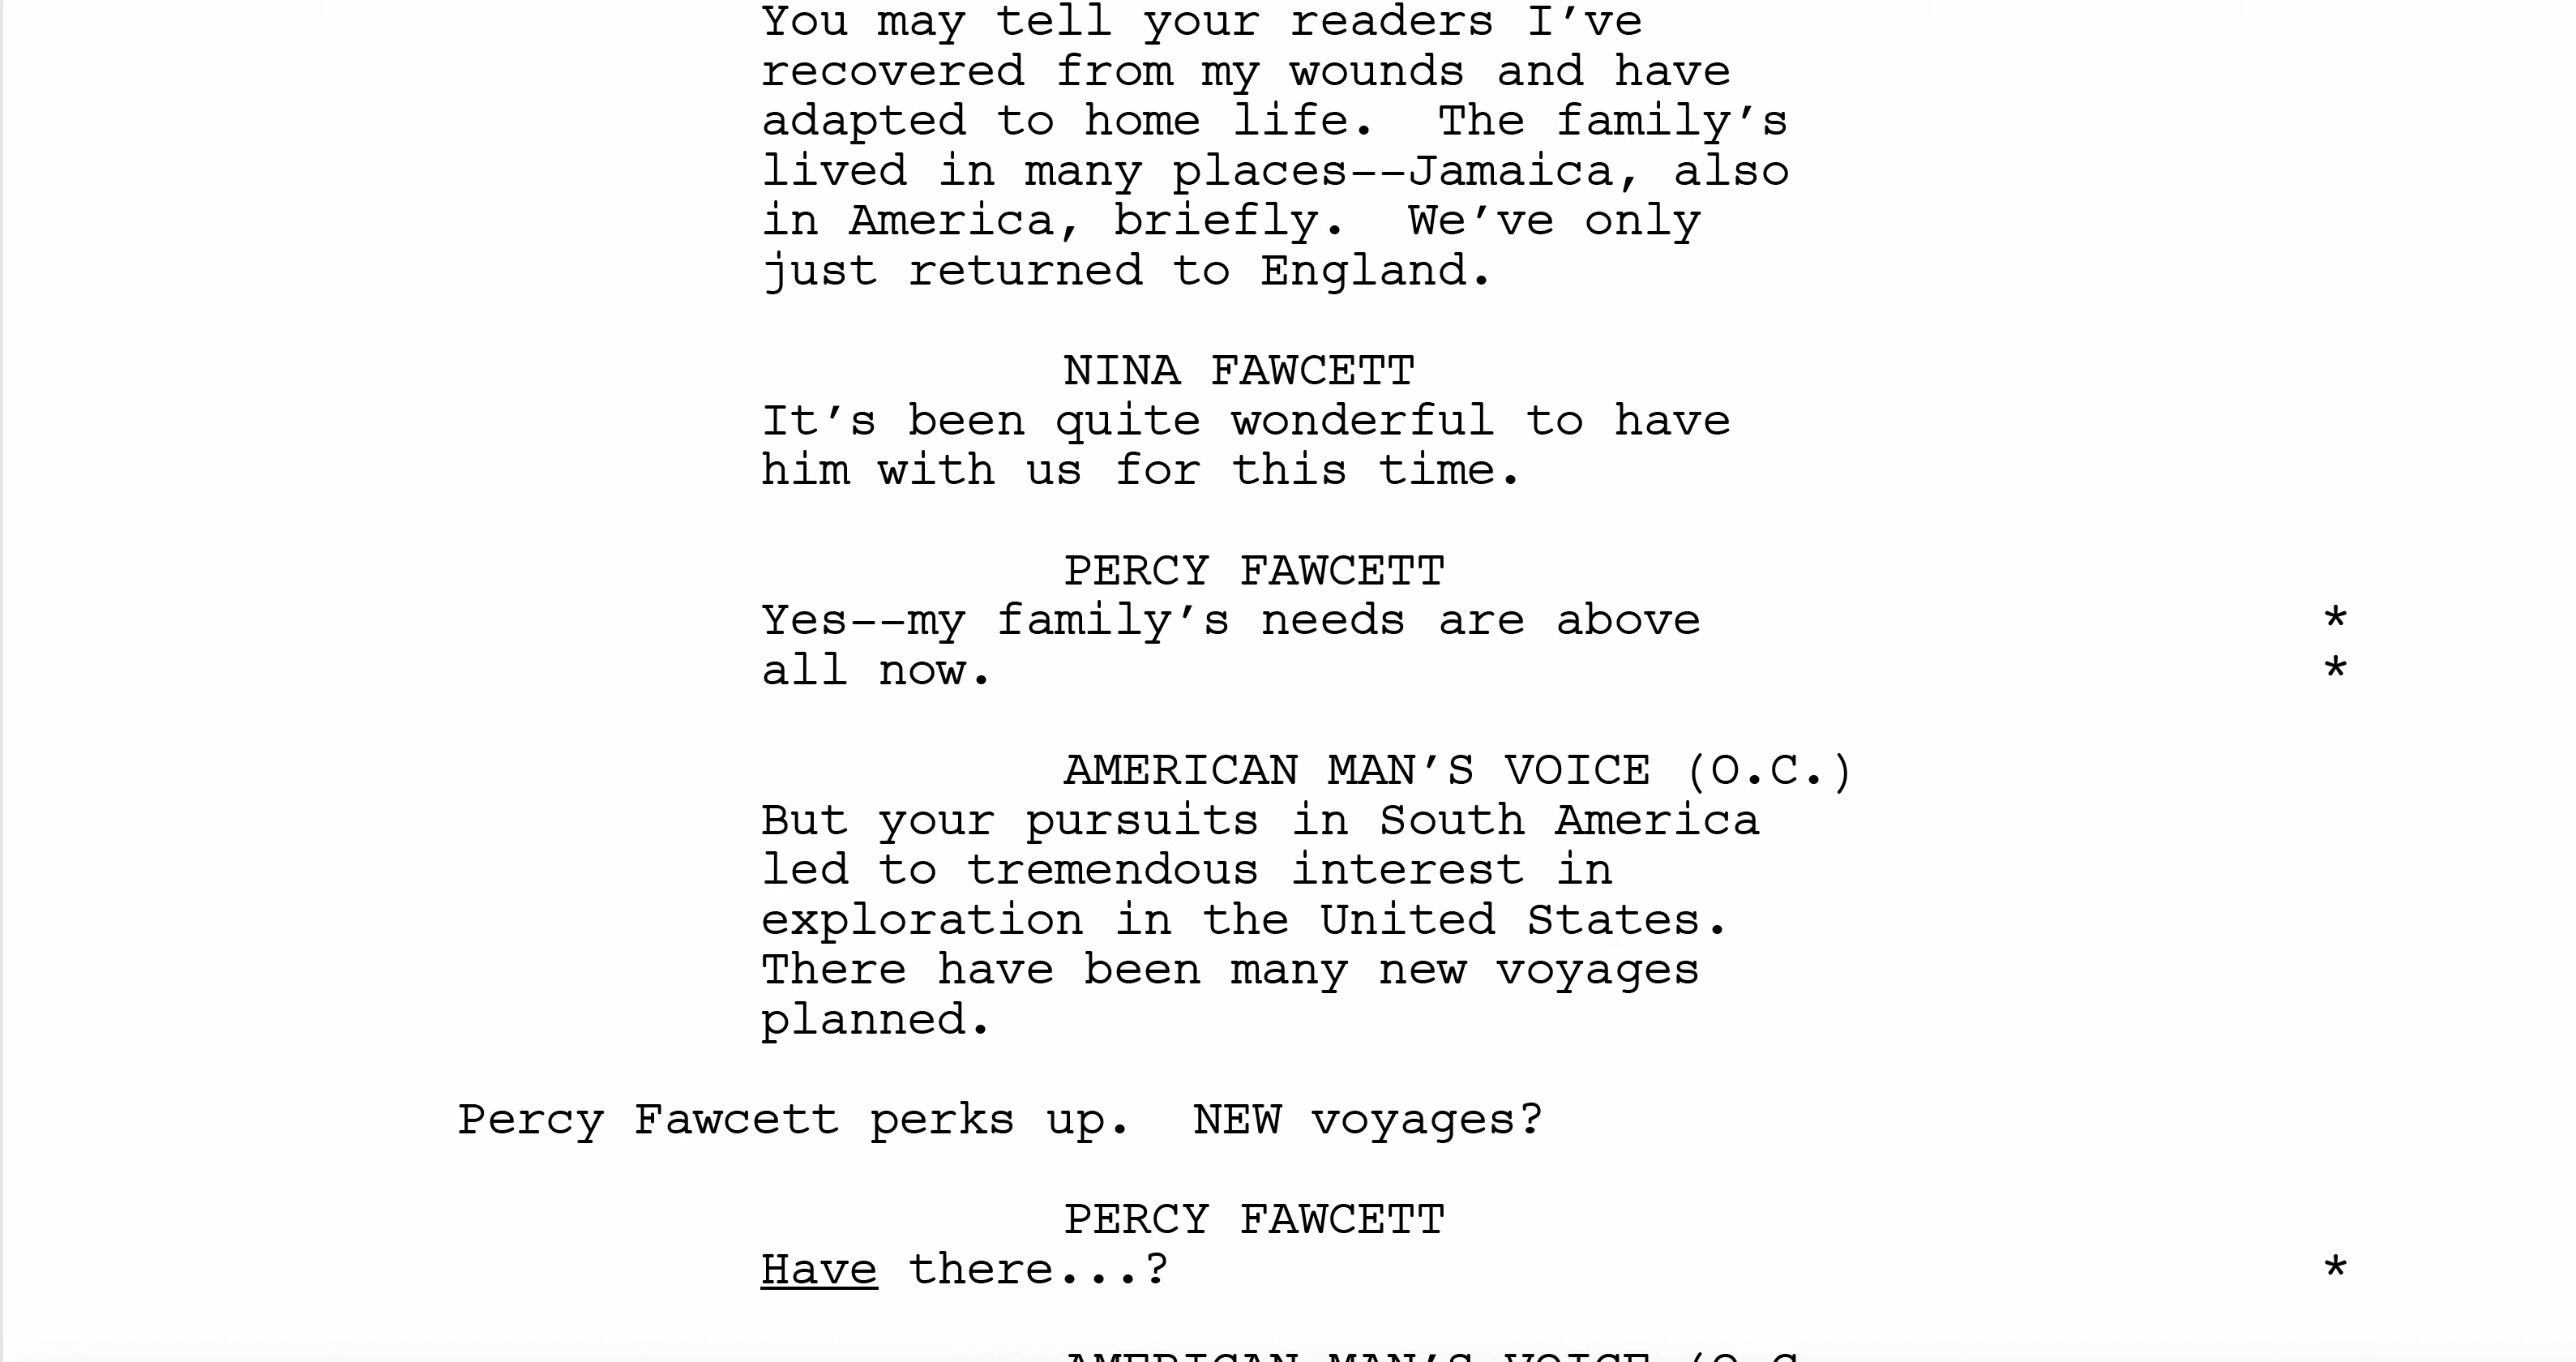 You may tell your readers I’ve
recovered from my wounds and have
adapted to home life.  The family’s
lived in many places--Jamaica, also
in America, briefly.  We’ve only
just returned to England.
NINA FAWCETT
It’s been quite wonderful to have
him with us for this time.
PERCY FAWCETT
Yes--my family’s needs are above *
all now. *
AMERICAN MAN’S VOICE (O.C.)
But your pursuits in South America
led to tremendous interest in
exploration in the United States.
There have been many new voyages
planned.
Percy Fawcett perks up.  NEW voyages?
PERCY FAWCETT
Have there...? *
AMERICAN MAN’S VOICE (O.C.